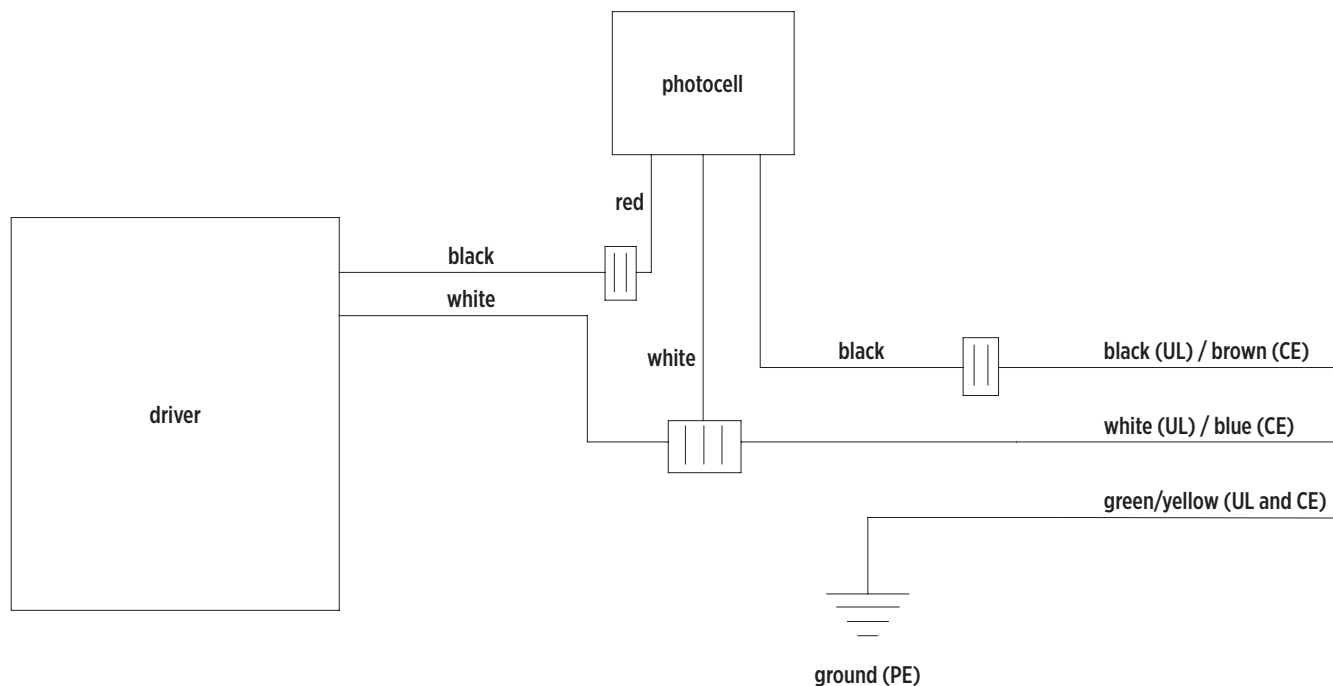 photocell
red
black
white
white
black
black (UL) / brown (CE)
driver
white (UL) / blue (CE)
green/yellow (UL and CE)
ground (PE)